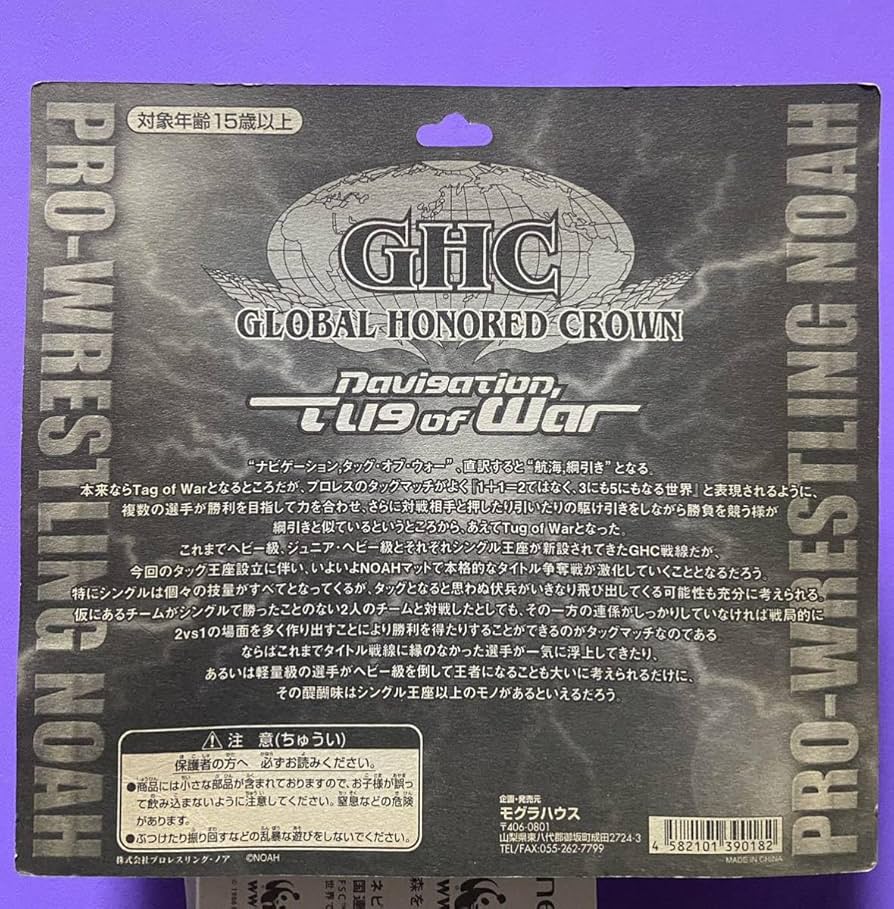 対象年齢15歳以上
PRO-WRESTLING NOAH
PRO-WRESTLING NOAH
GHC
GLOBAL HONORED CROWN
Navigation,
Tug of War
“ナビゲーション,タッグ・オブ・ウォー”、直訳すると“航海,綱引き”となる。
本来ならTag of Warとなるところだが、プロレスのタッグマッチがよく『1+1=2ではなく、3にも5にもなる世界』と表現されるように、
複数の選手が勝利を目指して力を合わせ、さらに対戦相手と押したり引いたりの駆け引きをしながら勝負を競う様が
綱引きと似ているというところから、あえてTug of Warとなった。
これまでヘビー級、ジュニア・ヘビー級とそれぞれシングル王座が新設されてきたGHC戦線だが、
今回のタッグ王座設立に伴い、いよいよNOAHマットで本格的なタイトル争奪戦が激化していくこととなるだろう。
特にシングルは個々の技量がすべてとなってくるが、タッグとなると思わぬ伏兵がいきなり飛び出してくる可能性も充分に考えられる。
仮にあるチームがシングルで勝ったことのない2人のチームと対戦したとしても、その一方の連係がしっかりしていなければ戦局的に
2vs1の場面を多く作り出すことにより勝利を得たりすることができるのがタッグマッチなのである
ならばこれまでタイトル戦線に縁のなかった選手が一気に浮上してきたり、
あるいは軽量級の選手がヘビー級を倒して王者になることも大いに考えられるだけに、
その醍醐味はシングル王座以上のモノがあるといえるだろう。
注 意(ちゅうい)
保護者の方へ 必ずお読みください。
●商品には小さな部品が含まれておりますので、お子様が誤っ
て飲み込まないように注意してください。窒息などの危険
があります。
●ぶつけたり振り回すなどの乱暴な遊びをしないでください。
株式会社プロレスリング・ノア ©NOAH
企画・発売元
モグラハウス
〒406-0801
山梨県東八代郡御坂町成田2724-3
TEL/FAX:055-262-7799
4 582101 390182
MADE IN CHINA